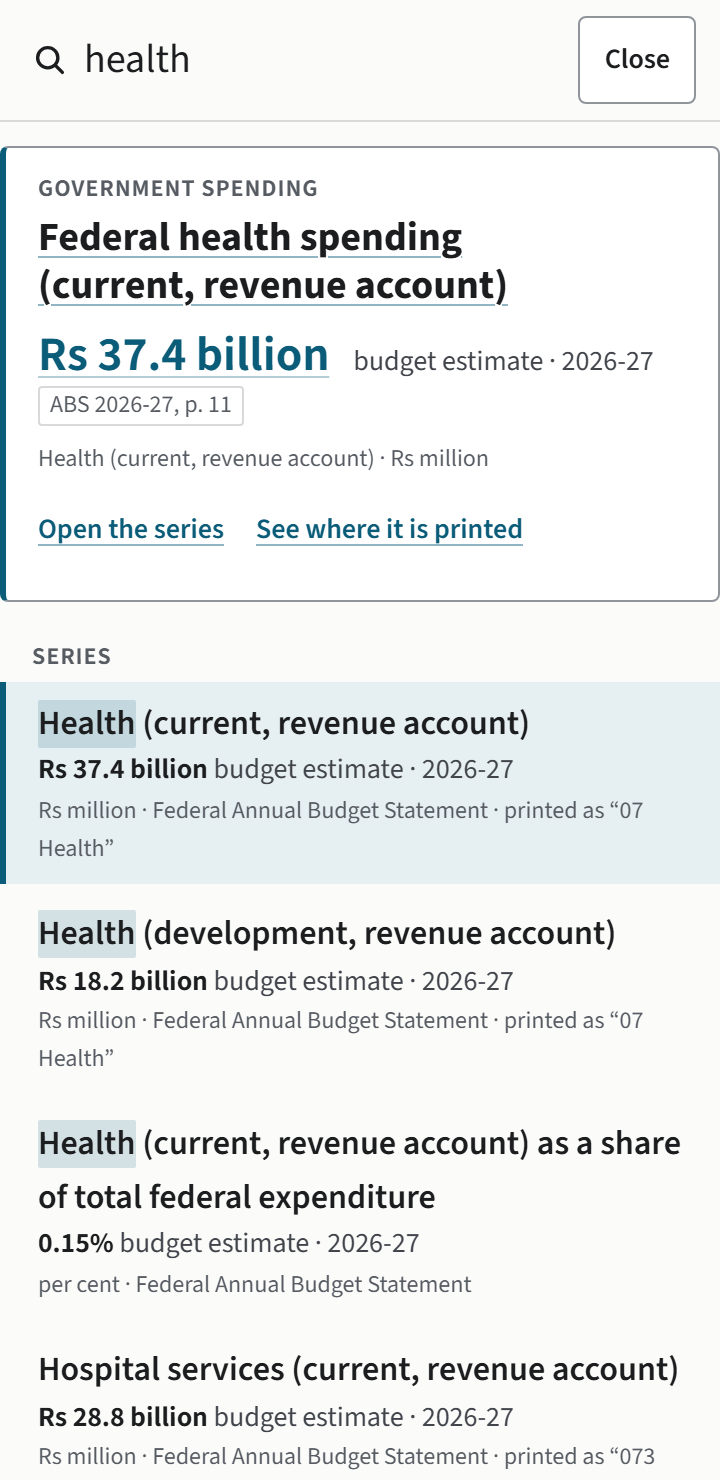 health
Close
GOVERNMENT SPENDING
Federal health spending
(current, revenue account)
Rs 37.4 billion budget estimate · 2026-27
ABS 2026-27, p. 11
Health (current, revenue account) · Rs million
Open the series See where it is printed
SERIES
Health (current, revenue account)
Rs 37.4 billion budget estimate · 2026-27
Rs million · Federal Annual Budget Statement · printed as “07
Health”
Health (development, revenue account)
Rs 18.2 billion budget estimate · 2026-27
Rs million · Federal Annual Budget Statement · printed as “07
Health”
Health (current, revenue account) as a share
of total federal expenditure
0.15% budget estimate · 2026-27
per cent · Federal Annual Budget Statement
Hospital services (current, revenue account)
Rs 28.8 billion budget estimate · 2026-27
Rs million · Federal Annual Budget Statement · printed as “073